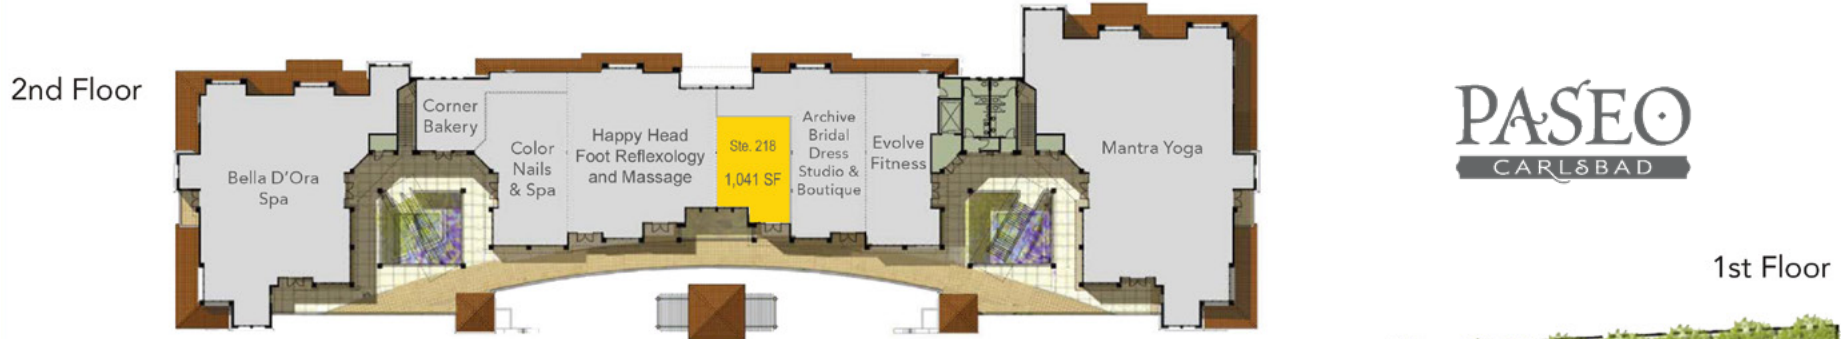 2nd Floor
Bella D'Ora
Spa
Corner
Bakery
Color
Nails
& Spa
Happy Head
Foot Reflexology
and Massage
Ste. 218
1,041 SF
Archive
Bridal
Dress
Studio &
Boutique
Evolve
Fitness
Mantra Yoga
PASEO
CARLSBAD
1st Floor